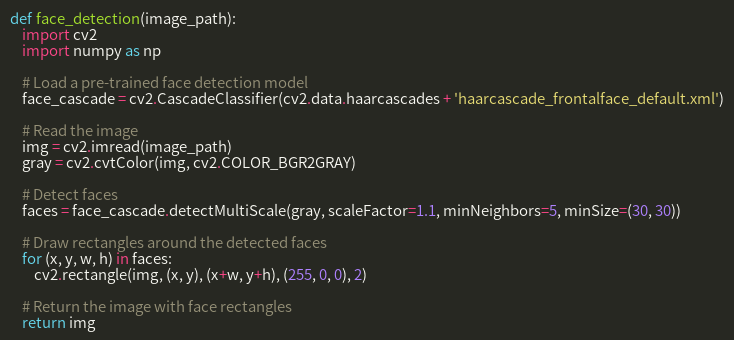 def face_detection(image_path):
    import cv2
    import numpy as np

    # Load a pre-trained face detection model
    face_cascade = cv2.CascadeClassifier(cv2.data.haarcascades + 'haarcascade_frontalface_default.xml')

    # Read the image
    img = cv2.imread(image_path)
    gray = cv2.cvtColor(img, cv2.COLOR_BGR2GRAY)

    # Detect faces
    faces = face_cascade.detectMultiScale(gray, scaleFactor=1.1, minNeighbors=5, minSize=(30, 30))

    # Draw rectangles around the detected faces
    for (x, y, w, h) in faces:
        cv2.rectangle(img, (x, y), (x+w, y+h), (255, 0, 0), 2)

    # Return the image with face rectangles
    return img